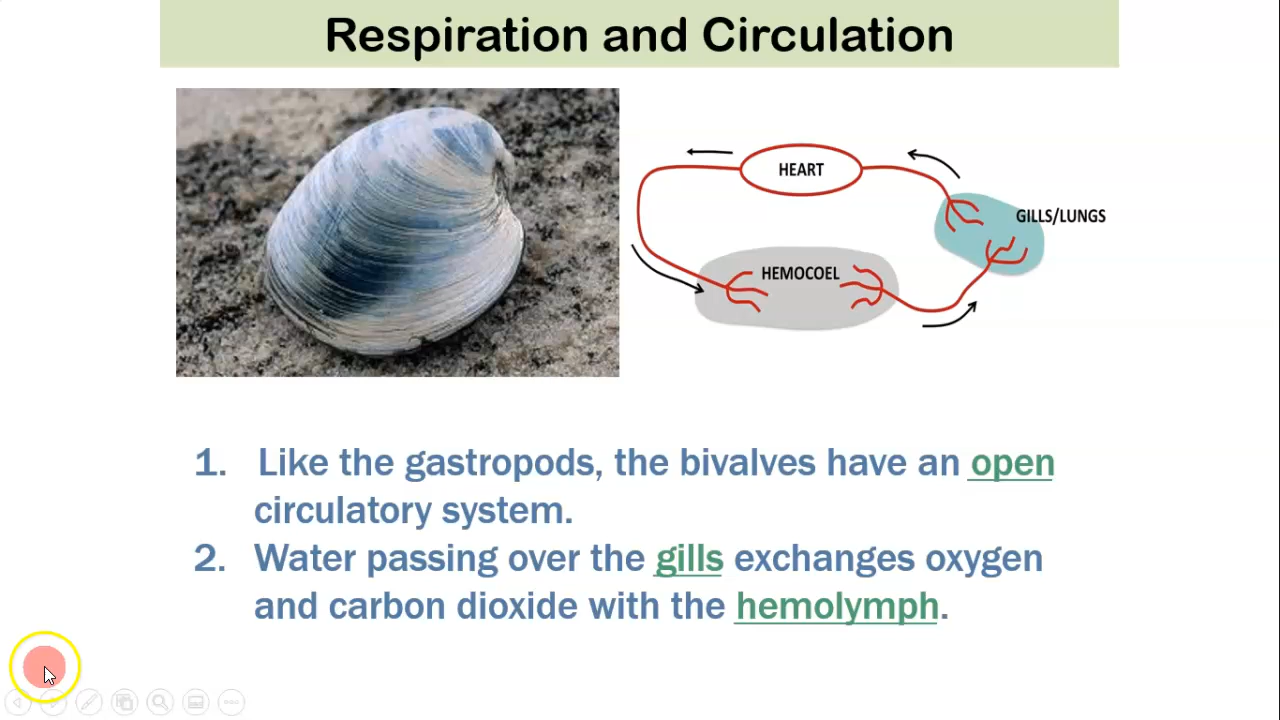 Respiration and Circulation
HEART
GILLS/LUNGS
HEMOCOEL
1. Like the gastropods, the bivalves have an open
circulatory system.
2. Water passing over the gills exchanges oxygen
and carbon dioxide with the hemolymph.